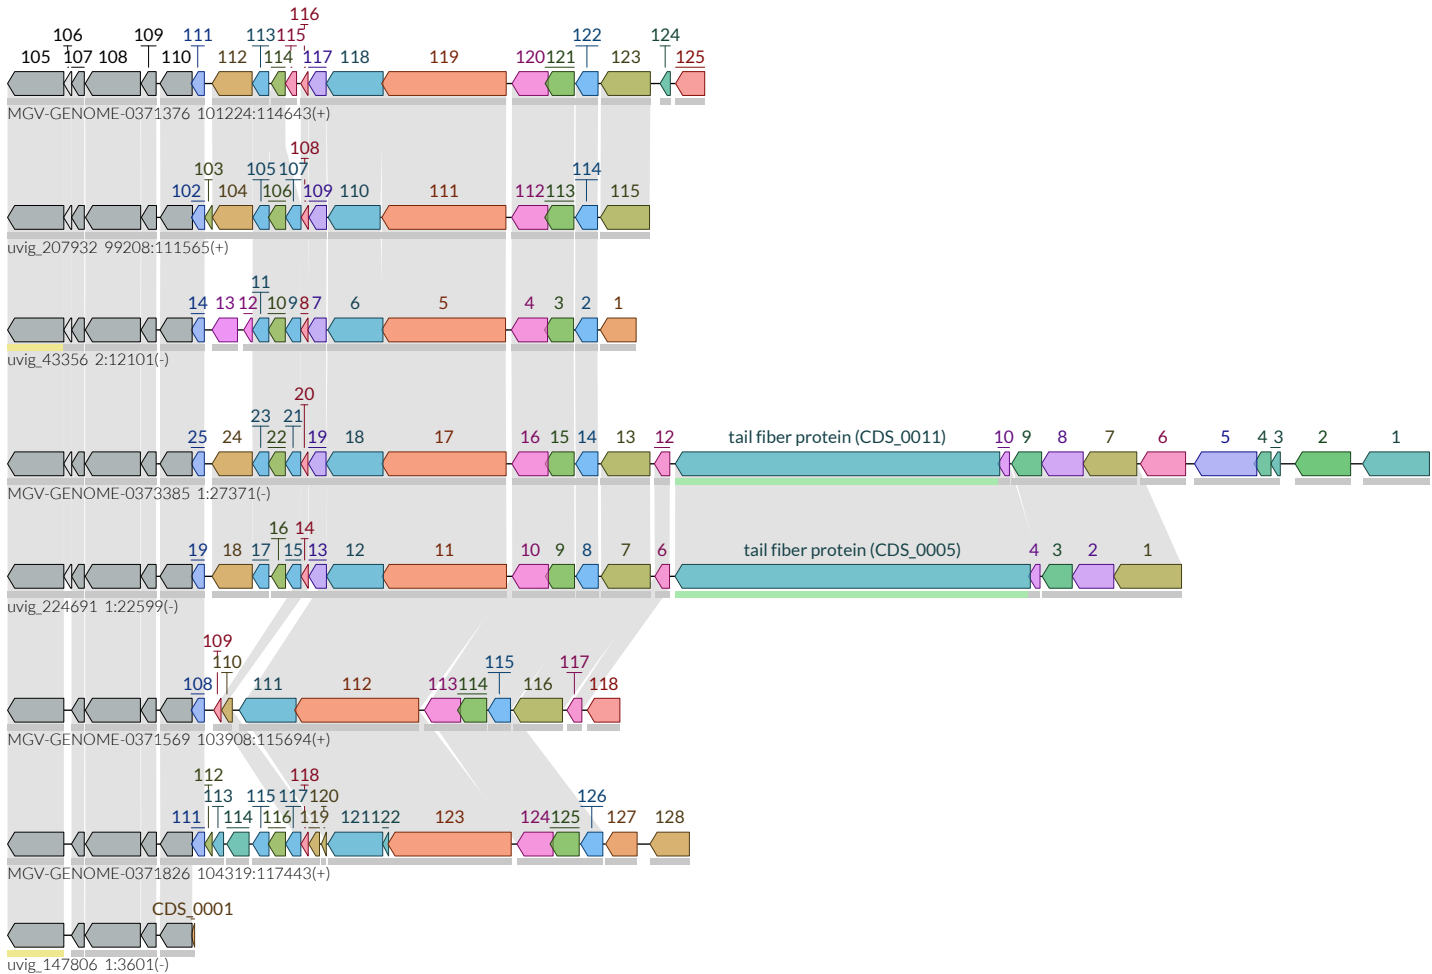 116
106 109 111 113 115 122 124
105 107 108 110 112 114 117 118 119 120 121 123 125
MGV-GENOME-0371376 101224:114643(+)
108
103 105 107 114
102 104 106 109 110 111 112 113 115
uvig_207932 99208:111565(+)
11
14 13 12 10 9 8 7 6 5 4 3 2 1
uvig_43356 2:12101(-)
20
23 21
25 24 22 19 18 17 16 15 14 13 12 tail fiber protein (CDS_0011) 10 9 8 7 6 5 4 3 2 1
MGV-GENOME-0373385 1:27371(-)
16 14
19 18 17 15 13 12 11 10 9 8 7 6 tail fiber protein (CDS_0005) 4 3 2 1
uvig_224691 1:22599(-)
109
110 115 117
108 111 112 113 114 116 118
MGV-GENOME-0371569 103908:115694(+)
112 118
113 115 117 120 126
111 114 116 119 121 122 123 124 125 127 128
MGV-GENOME-0371826 104319:117443(+)
CDS_0001
uvig_147806 1:3601(-)